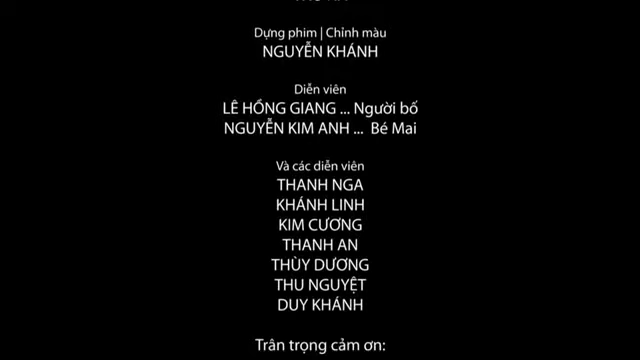 Dựng phim | Chỉnh màu
NGUYỄN KHÁNH
Diễn viên
LÊ HỒNG GIANG ... Người bố
NGUYỄN KIM ANH ... Bé Mai
Và các diễn viên
THANH NGA
KHÁNH LINH
KIM CƯƠNG
THANH AN
THÙY DƯƠNG
THU NGUYỆT
DUY KHÁNH
Trân trọng cảm ơn: